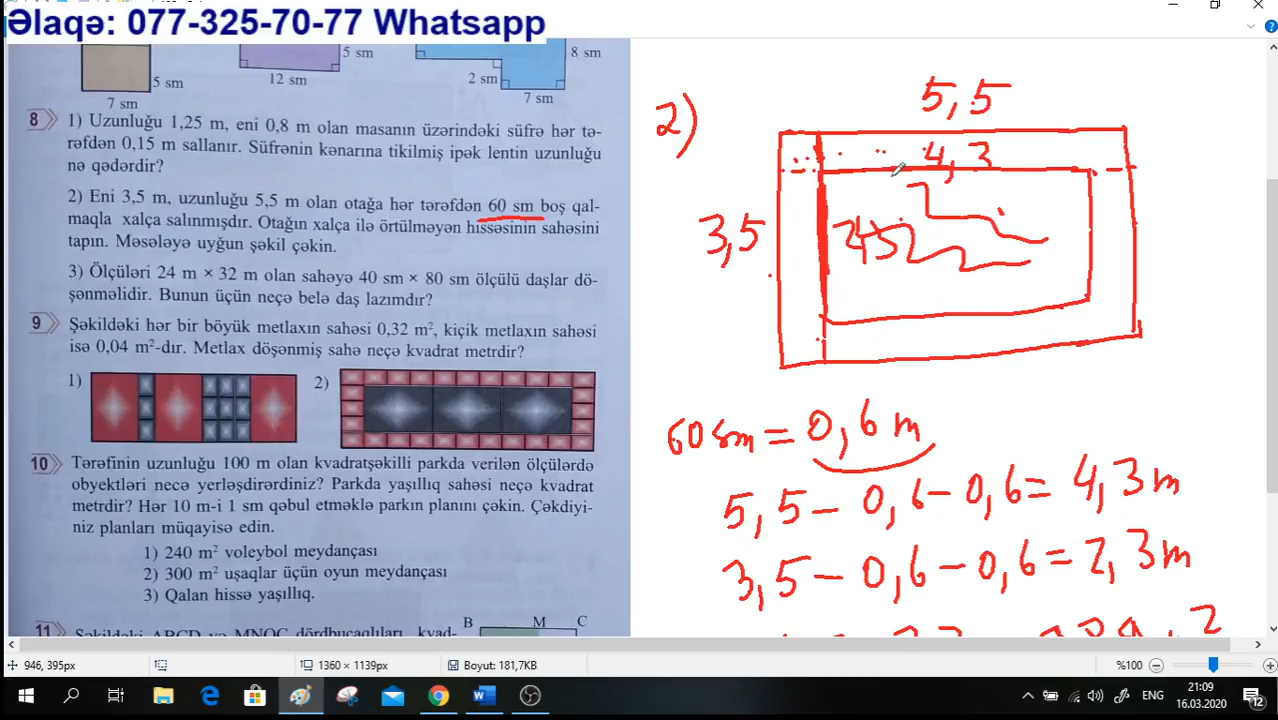 Əlaqə: 077-325-70-77 Whatsapp
5 sm
7 sm
5 sm
12 sm
8 sm
2 sm
7 sm
8
1) Uzunluğu 1,25 m, eni 0,8 m olan masanın üzərindəki süfrə hər tə-
rəfdən 0,15 m sallanır. Süfrənin kənarına tikilmiş ipək lentin uzunluğu
nə qədərdir?
2) Eni 3,5 m, uzunluğu 5,5 m olan otağa hər tərəfdən 60 sm boş qal-
maqla xalça salınmışdır. Otağın xalça ilə örtülməyən hissəsinin sahəsini
tapın. Məsələyə uyğun şəkil çəkin.
3) Ölçüləri 24 m × 32 m olan sahəyə 40 sm × 80 sm ölçülü daşlar dö-
şənməlidir. Bunun üçün neçə belə daş lazımdır?
9
Şəkildəki hər bir böyük metlaxın sahəsi 0,32 m², kiçik metlaxın sahəsi
isə 0,04 m²-dır. Metlax döşənmiş sahə neçə kvadrat metrdir?
1)
2)
10
Tərəfinin uzunluğu 100 m olan kvadratşəkilli parkda verilən ölçülərdə
obyektləri necə yerləşdirərdiniz? Parkda yaşıllıq sahəsi neçə kvadrat
metrdir? Hər 10 m-i 1 sm qəbul etməklə parkın planını çəkin. Çəkdiyi-
niz planları müqayisə edin.
1) 240 m² voleybol meydançası
2) 300 m² uşaqlar üçün oyun meydançası
3) Qalan hissə yaşıllıq.
11
B M C
2)
5,5
4,3
3,5
60 sm = 0,6 m
5,5 – 0,6 – 0,6 = 4,3 m
3,5 – 0,6 – 0,6 = 2,3 m
946, 395px
1360 × 1139px
Boyut: 181,7KB
%100
ENG
21:09
16.03.2020
12